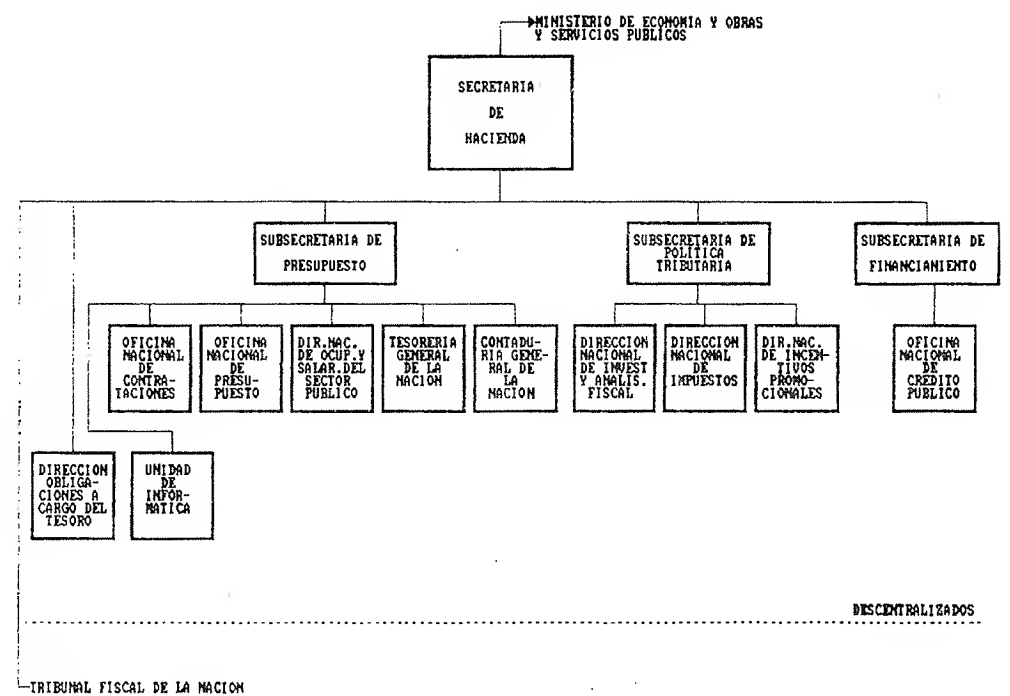 MINISTERIO DE ECONOMIA Y OBRAS
Y SERVICIOS PUBLICOS
SECRETARIA
DE
HACIENDA
SUBSECRETARIA DE
PRESUPUESTO
SUBSECRETARIA DE
POLITICA
TRIBUTARIA
SUBSECRETARIA DE
FINANCIAMIENTO
OFICINA
NACIONAL
DE
CONTRA-
TACIONES
OFICINA
NACIONAL
DE
PRESU-
PUESTO
DIR.NAC.
DE OCUP.Y
SALAR.DEL
SECTOR
PUBLICO
TESORERIA
GENERAL
DE LA
NACION
CONTADU-
RIA GENE-
RAL DE
LA
NACION
DIRECCION
NACIONAL
DE INVEST
Y ANALIS.
FISCAL
DIRECCION
NACIONAL
DE
IMPUESTOS
DIR.NAC.
DE INCEN-
TIVOS
PROMO-
CIONALES
OFICINA
NACIONAL
DE
CREDITO
PUBLICO
DIRECCION
OBLIGA-
CIONES A
CARGO DEL
TESORO
UNIDAD
DE
INFOR-
MATICA
DESCENTRALIZADOS
TRIBUNAL FISCAL DE LA NACION